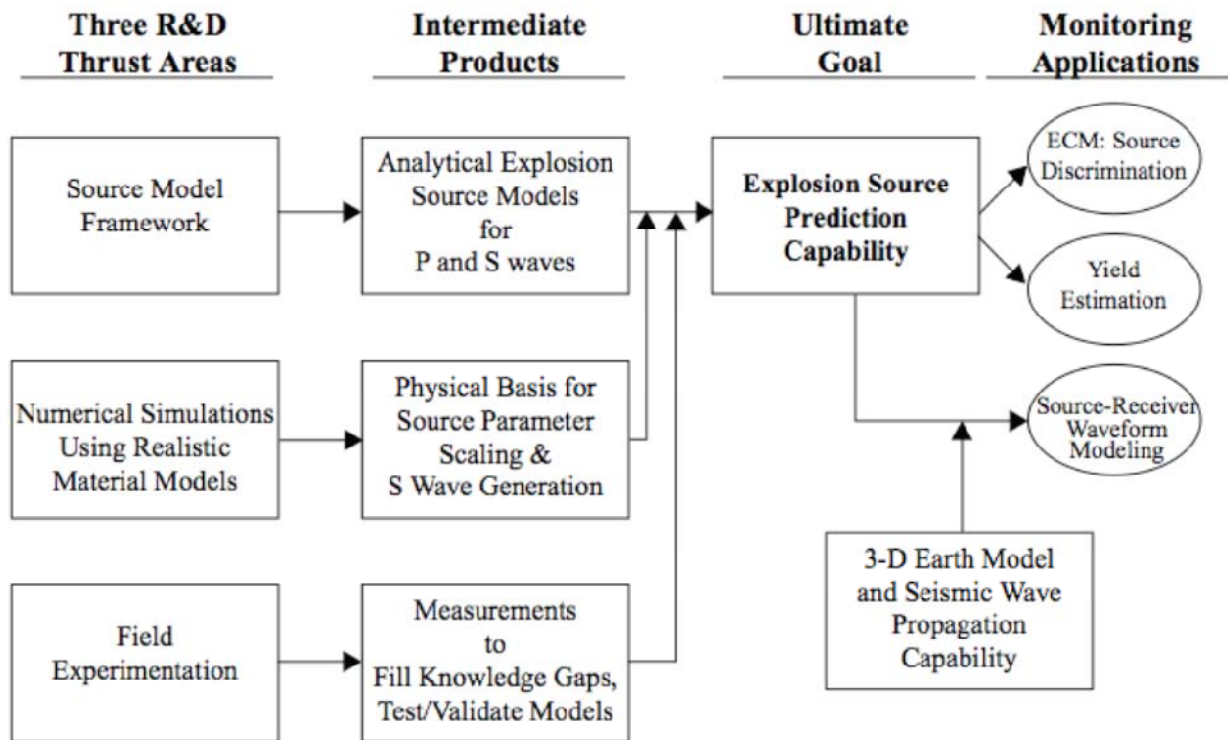 Three R&D
Thrust Areas
Intermediate
Products
Ultimate
Goal
Monitoring
Applications
Source Model
Framework
Analytical Explosion
Source Models
for
P and S waves
Explosion Source
Prediction
Capability
ECM: Source
Discrimination
Yield
Estimation
Numerical Simulations
Using Realistic
Material Models
Physical Basis for
Source Parameter
Scaling &
S Wave Generation
Source-Receiver
Waveform
Modeling
Field
Experimentation
Measurements
to
Fill Knowledge Gaps,
Test/Validate Models
3-D Earth Model
and Seismic Wave
Propagation
Capability